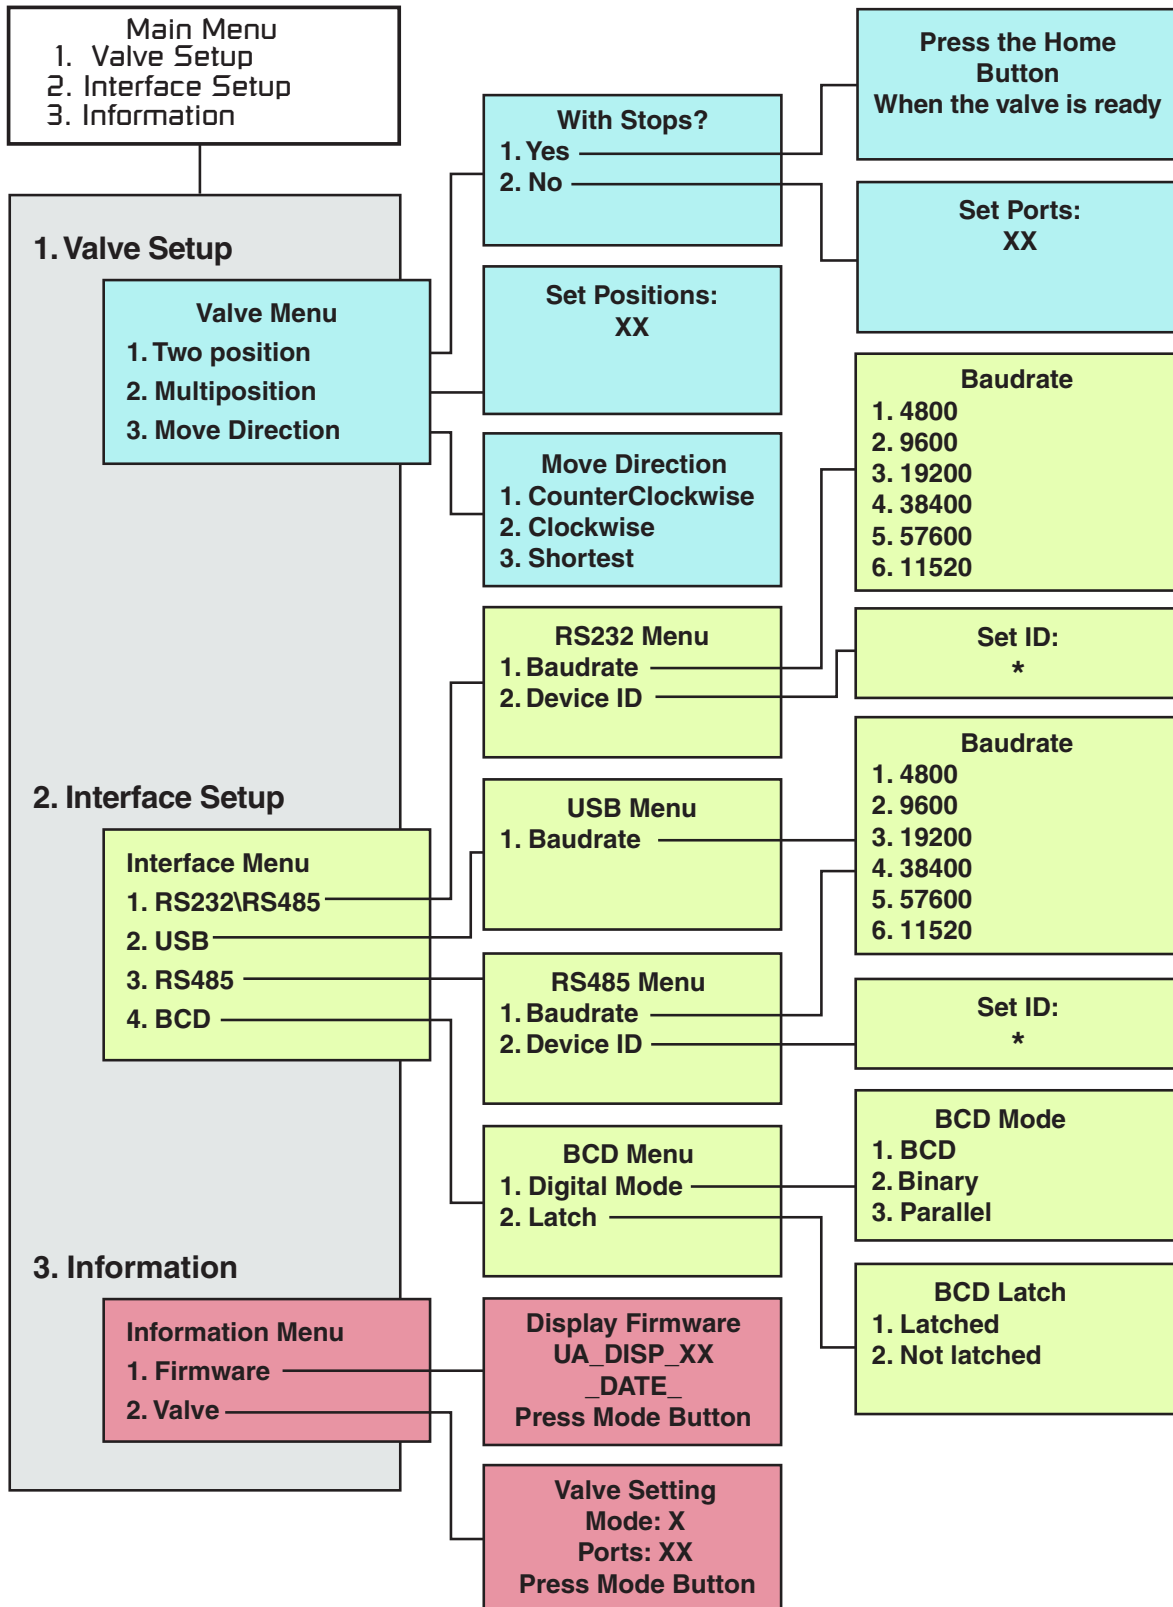 Main Menu
1. Valve Setup
2. Interface Setup
3. Information
1. Valve Setup
Valve Menu
1. Two position
2. Multiposition
3. Move Direction
With Stops?
1. Yes
2. No
Press the Home
Button
When the valve is ready
Set Ports:
XX
Set Positions:
XX
Move Direction
1. CounterClockwise
2. Clockwise
3. Shortest
2. Interface Setup
Interface Menu
1. RS232\RS485
2. USB
3. RS485
4. BCD
RS232 Menu
1. Baudrate
2. Device ID
Baudrate
1. 4800
2. 9600
3. 19200
4. 38400
5. 57600
6. 11520
Set ID:
*
USB Menu
1. Baudrate
Baudrate
1. 4800
2. 9600
3. 19200
4. 38400
5. 57600
6. 11520
RS485 Menu
1. Baudrate
2. Device ID
Set ID:
*
BCD Menu
1. Digital Mode
2. Latch
BCD Mode
1. BCD
2. Binary
3. Parallel
BCD Latch
1. Latched
2. Not latched
3. Information
Information Menu
1. Firmware
2. Valve
Display Firmware
UA_DISP_XX
_DATE_
Press Mode Button
Valve Setting
Mode: X
Ports: XX
Press Mode Button